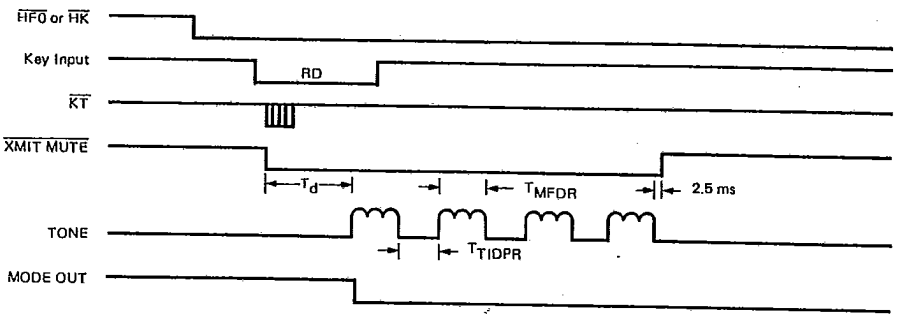 HFO or HK
Key Input
RD
KT
XMIT MUTE
Td
TMFDR
2.5 ms
TONE
TTIDPR
MODE OUT